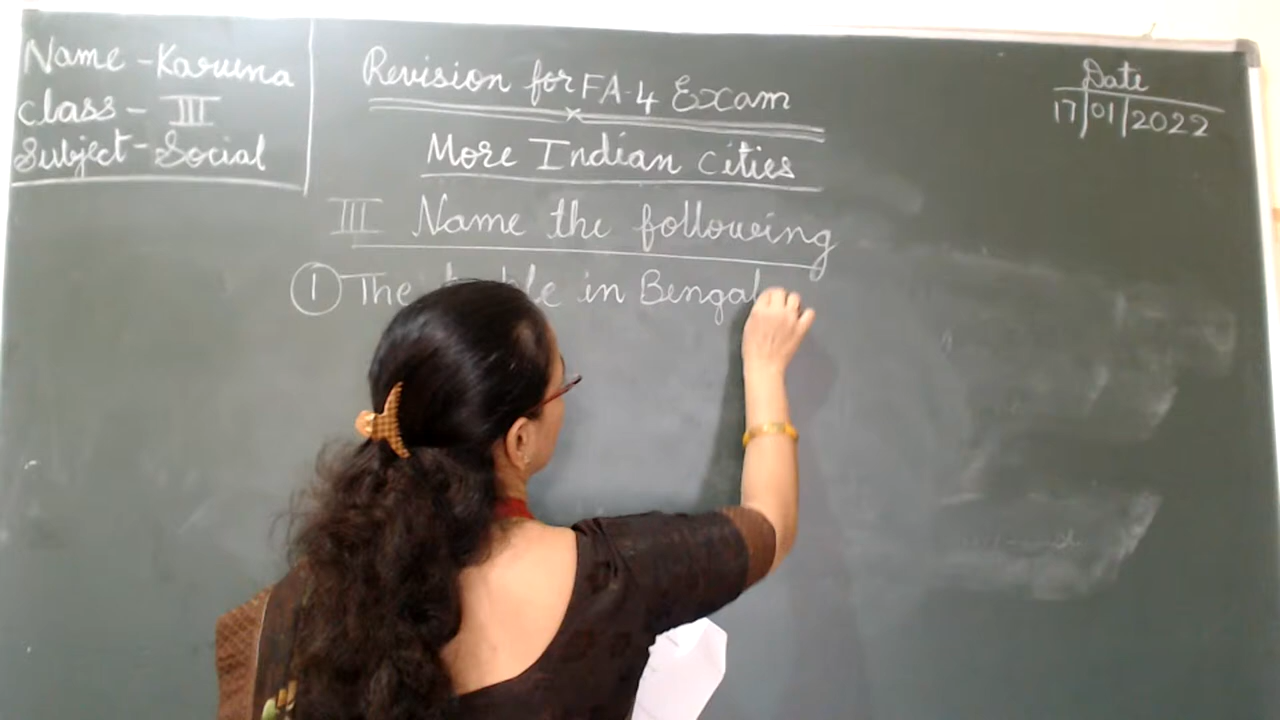 Name - Karuna
Class - III
Subject - Social
Revision for FA-4 Exam
More Indian Cities
Date
17/01/2022
III Name the following
① The in Bengal